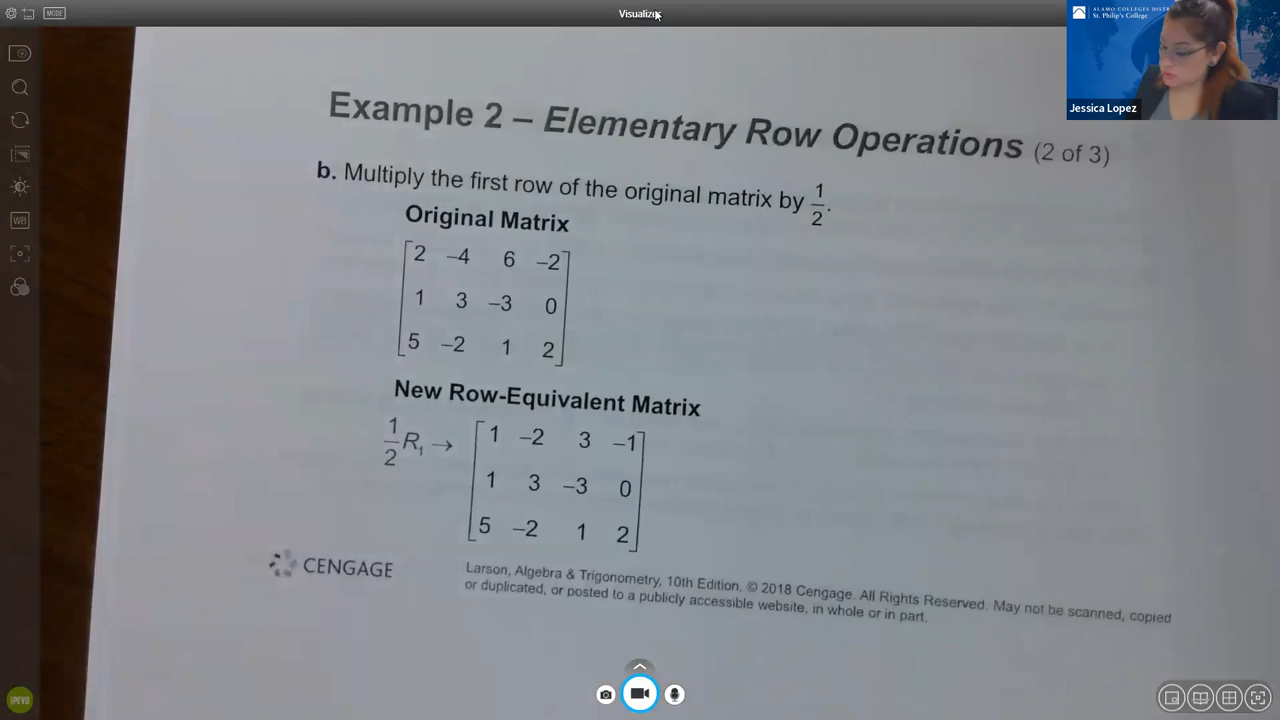 MODE
Visualizer
ALAMO COLLEGES DISTR
St. Philip's College
Jessica Lopez
Example 2 – Elementary Row Operations (2 of 3)
b. Multiply the first row of the original matrix by 1/2.
Original Matrix
2 –4 6 –2
1 3 –3 0
5 –2 1 2
New Row-Equivalent Matrix
1/2 R₁ → 1 –2 3 –1
1 3 –3 0
5 –2 1 2
CENGAGE
Larson, Algebra & Trigonometry, 10th Edition, © 2018 Cengage. All Rights Reserved. May not be scanned, copied
or duplicated, or posted to a publicly accessible website, in whole or in part.
WB
IPEVO